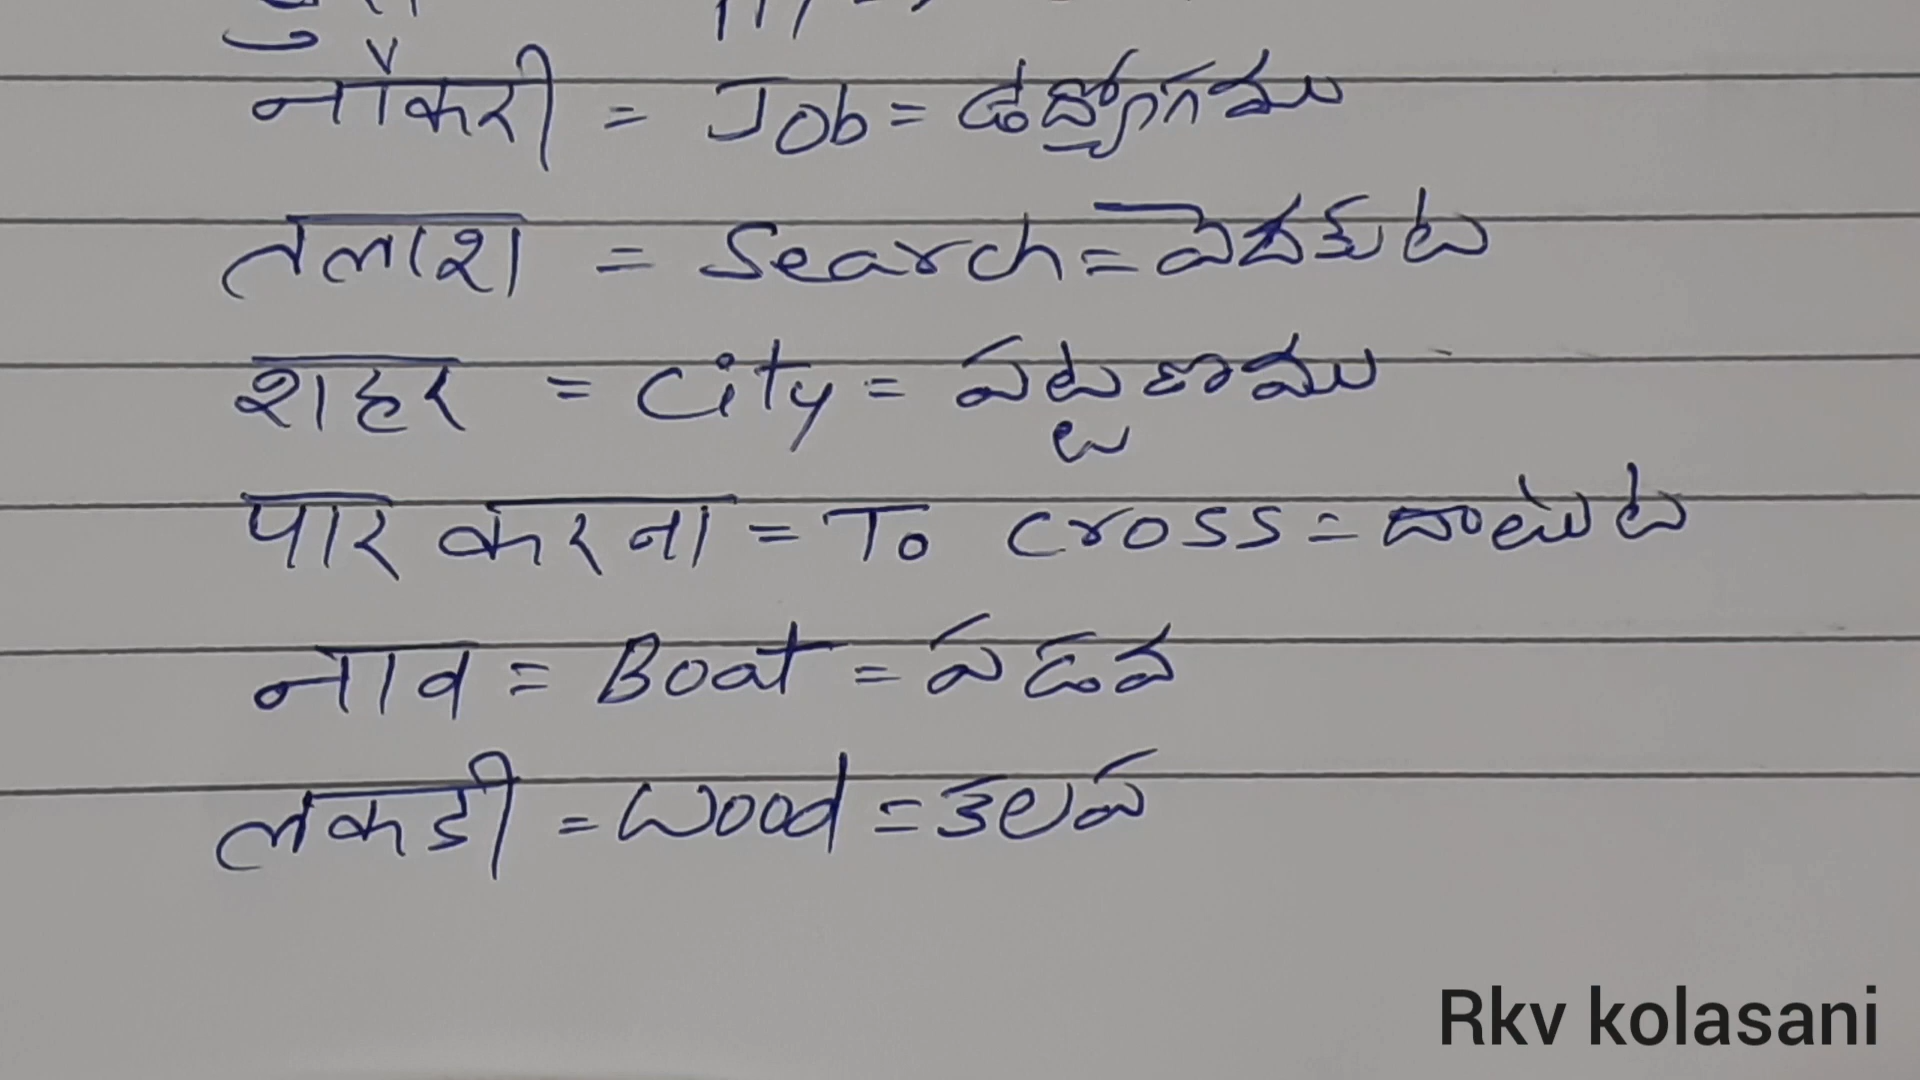 नौकरी = Job = ఉద్యోగము
तलाश = Search = వెదకుట
शहर = City = పట్టణము
पार करना = To cross = దాటుట
नाव = Boat = పడవ
लकडी = Wood = కలప
Rkv kolasani